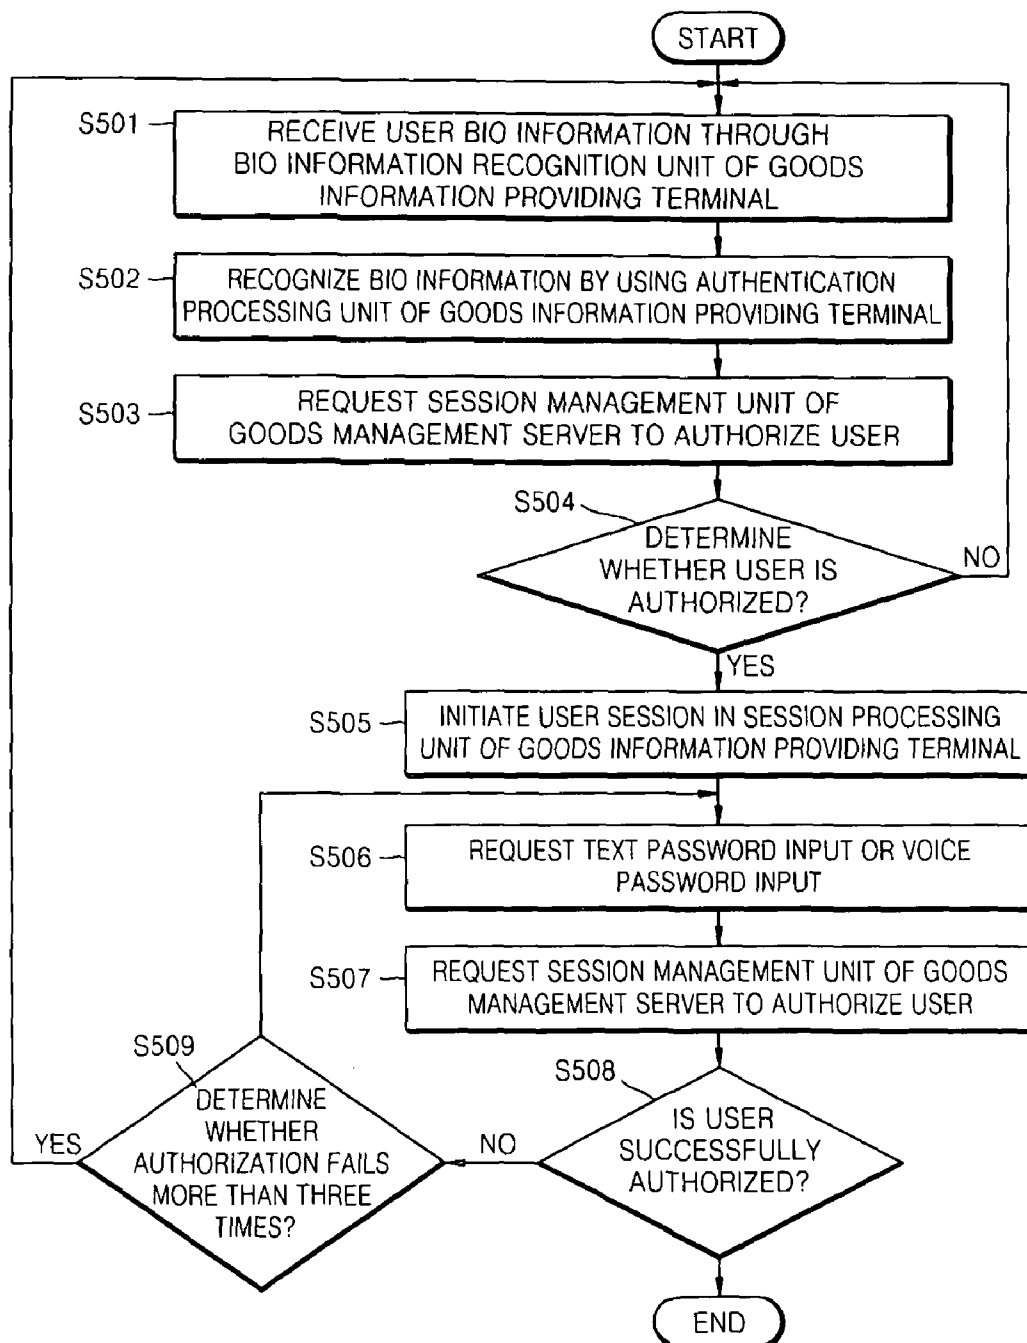 START
S501
RECEIVE USER BIO INFORMATION THROUGH
BIO INFORMATION RECOGNITION UNIT OF GOODS
INFORMATION PROVIDING TERMINAL
S502
RECOGNIZE BIO INFORMATION BY USING AUTHENTICATION
PROCESSING UNIT OF GOODS INFORMATION PROVIDING TERMINAL
S503
REQUEST SESSION MANAGEMENT UNIT OF
GOODS MANAGEMENT SERVER TO AUTHORIZE USER
S504
DETERMINE
WHETHER USER IS
AUTHORIZED?
NO
YES
S505
INITIATE USER SESSION IN SESSION PROCESSING
UNIT OF GOODS INFORMATION PROVIDING TERMINAL
S506
REQUEST TEXT PASSWORD INPUT OR VOICE
PASSWORD INPUT
S507
REQUEST SESSION MANAGEMENT UNIT OF GOODS
MANAGEMENT SERVER TO AUTHORIZE USER
S508
IS USER
SUCCESSFULLY
AUTHORIZED?
NO
S509
DETERMINE
WHETHER
AUTHORIZATION FAILS
MORE THAN THREE
TIMES?
YES
END